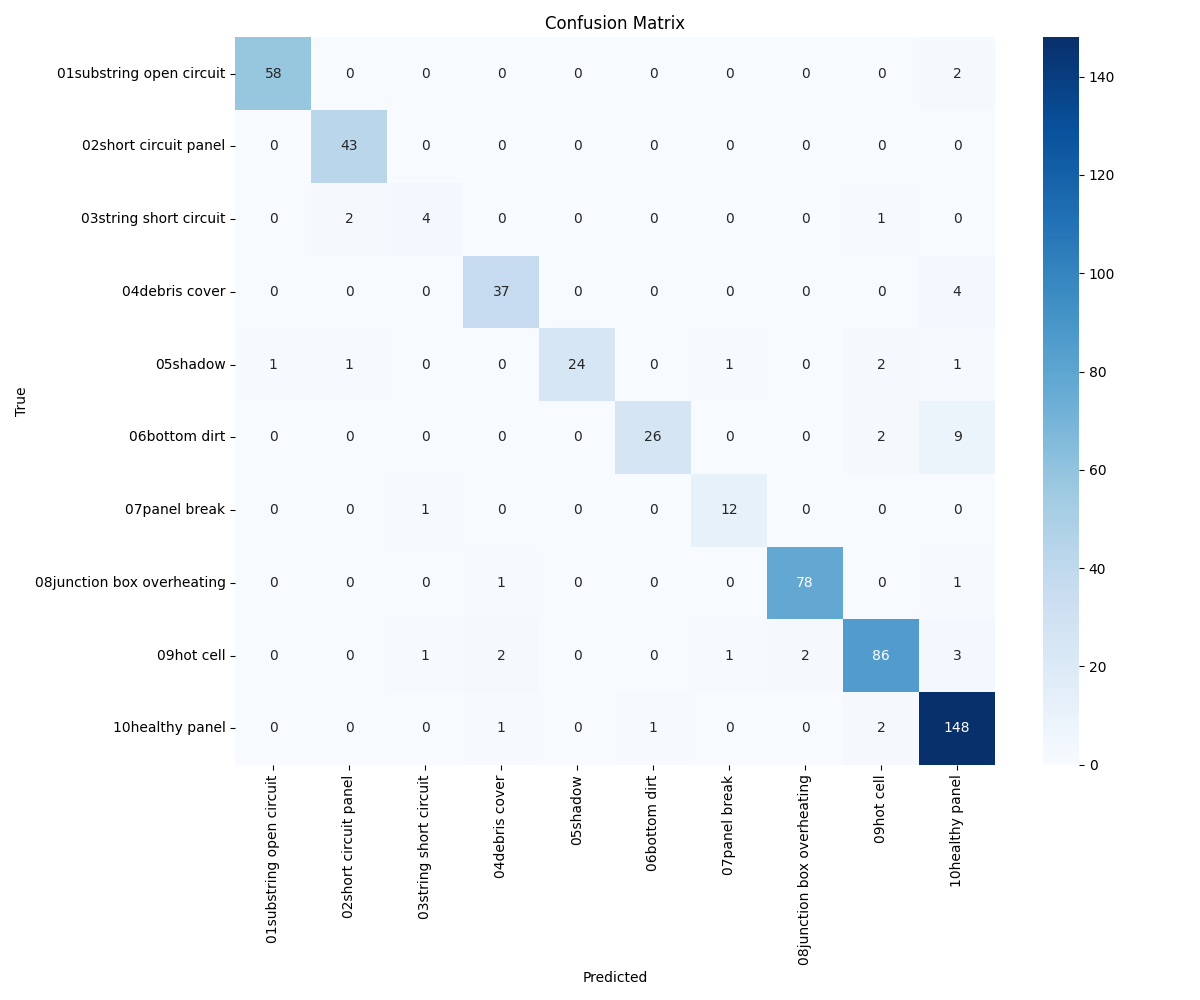 Confusion Matrix
01substring open circuit 58 0 0 0 0 0 0 0 0 2
02short circuit panel 0 43 0 0 0 0 0 0 0 0
03string short circuit 0 2 4 0 0 0 0 0 1 0
04debris cover 0 0 0 37 0 0 0 0 0 4
05shadow 1 1 0 0 24 0 1 0 2 1
06bottom dirt 0 0 0 0 0 26 0 0 2 9
07panel break 0 0 1 0 0 0 12 0 0 0
08junction box overheating 0 0 0 1 0 0 0 78 0 1
09hot cell 0 0 1 2 0 0 1 2 86 3
10healthy panel 0 0 0 1 0 1 0 0 2 148
True
01substring open circuit
02short circuit panel
03string short circuit
04debris cover
05shadow
06bottom dirt
07panel break
08junction box overheating
09hot cell
10healthy panel
Predicted
140
120
100
80
60
40
20
0